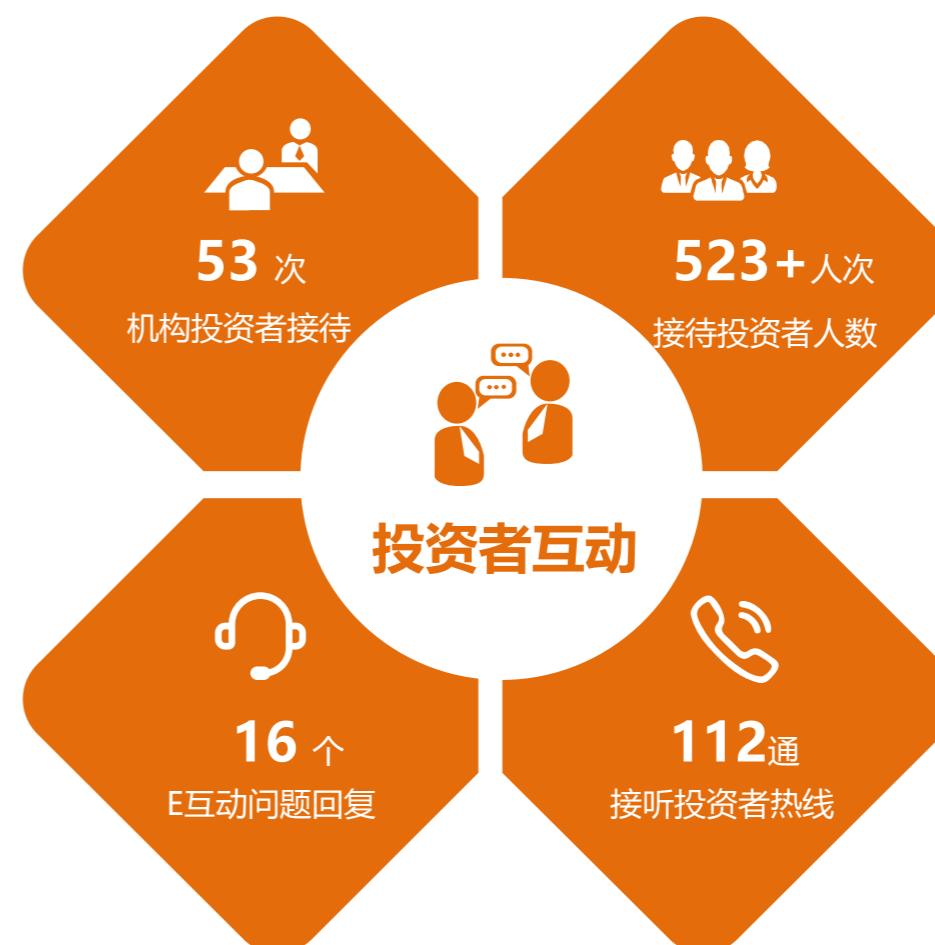 53 次
机构投资者接待
523+人次
接待投资者人数
投资者互动
16 个
E互动问题回复
112通
接听投资者热线